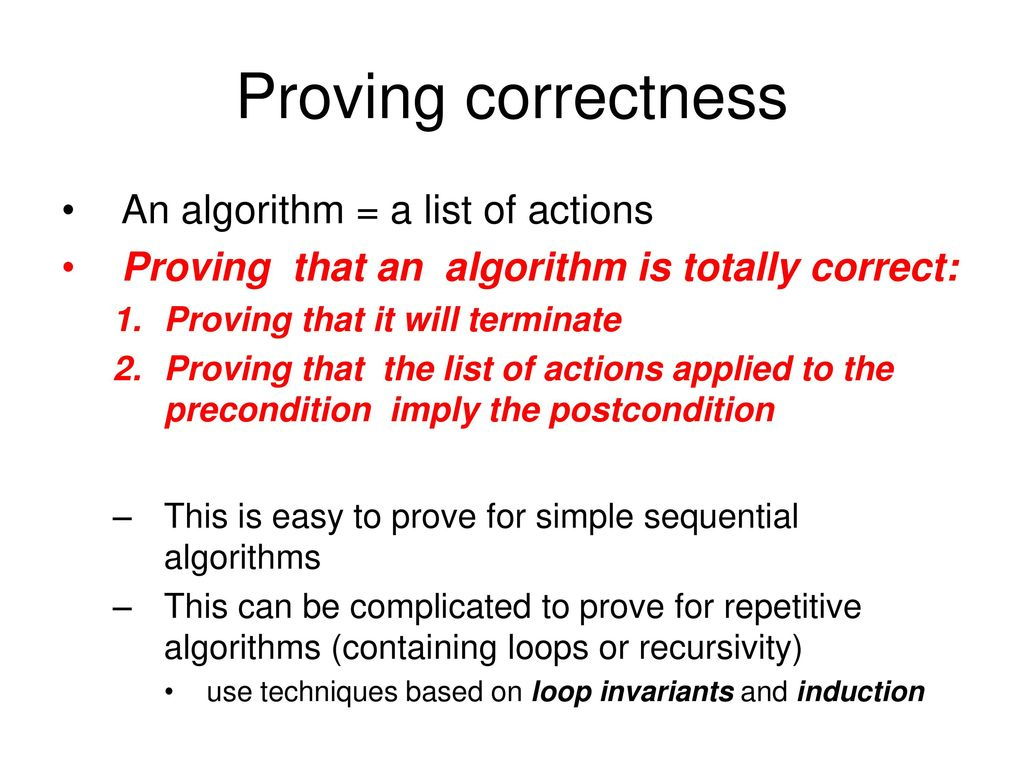 Proving correctness
• An algorithm = a list of actions
• Proving that an algorithm is totally correct:
1. Proving that it will terminate
2. Proving that the list of actions applied to the
precondition imply the postcondition
– This is easy to prove for simple sequential
algorithms
– This can be complicated to prove for repetitive
algorithms (containing loops or recursivity)
• use techniques based on loop invariants and induction